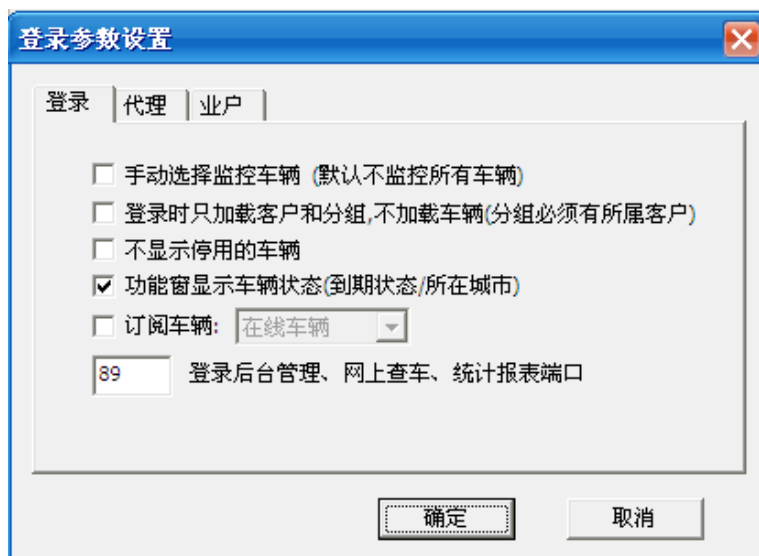 登录参数设置
登录 代理 业户
手动选择监控车辆 (默认不监控所有车辆)
登录时只加载客户和分组,不加载车辆(分组必须有所属客户)
不显示停用的车辆
功能窗显示车辆状态(到期状态/所在城市)
订阅车辆: 在线车辆
89 登录后台管理、网上查车、统计报表端口
确定 取消